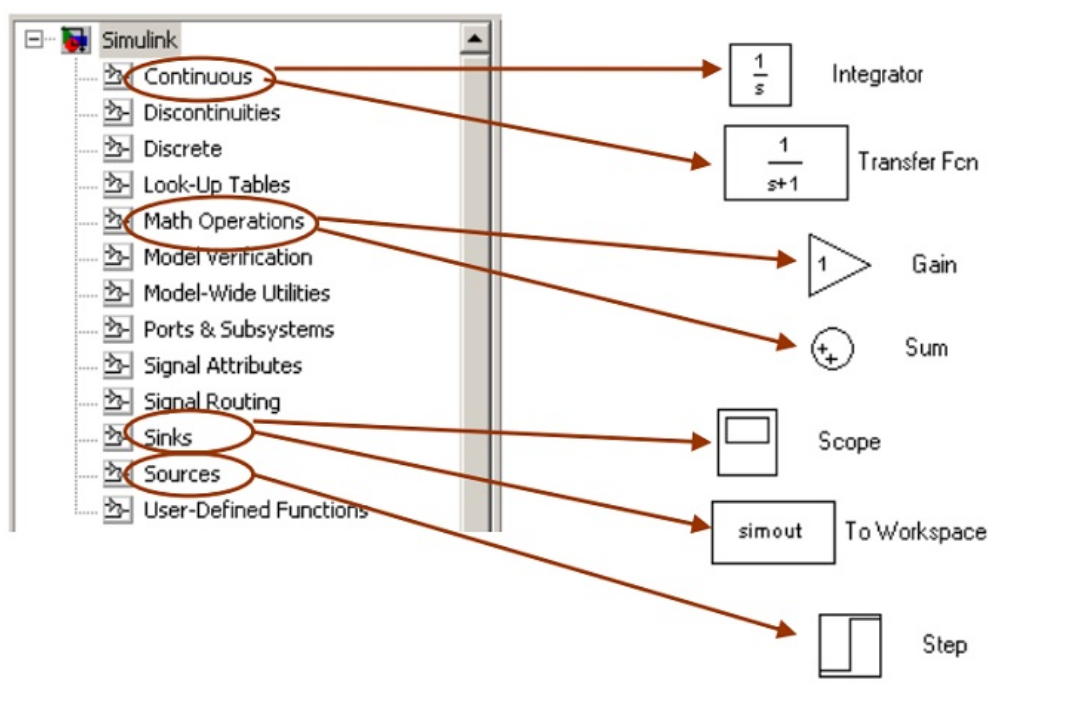 Simulink
Continuous
Discontinuities
Discrete
Look-Up Tables
Math Operations
Model Verification
Model-Wide Utilities
Ports & Subsystems
Signal Attributes
Signal Routing
Sinks
Sources
User-Defined Functions
1
s
Integrator
1
s+1
Transfer Fcn
1
Gain
+
+
Sum
Scope
simout
To Workspace
Step